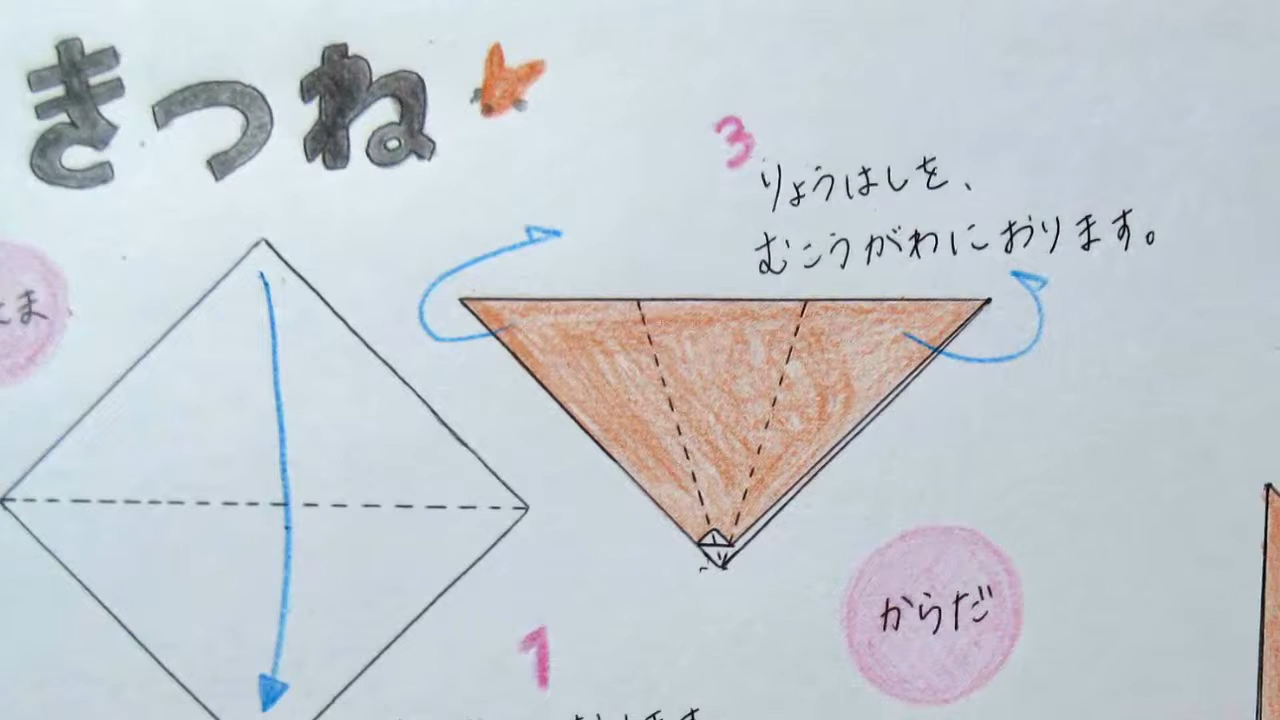 きつね
3
りょうはしを、
むこうがわにおります。
からだ
1